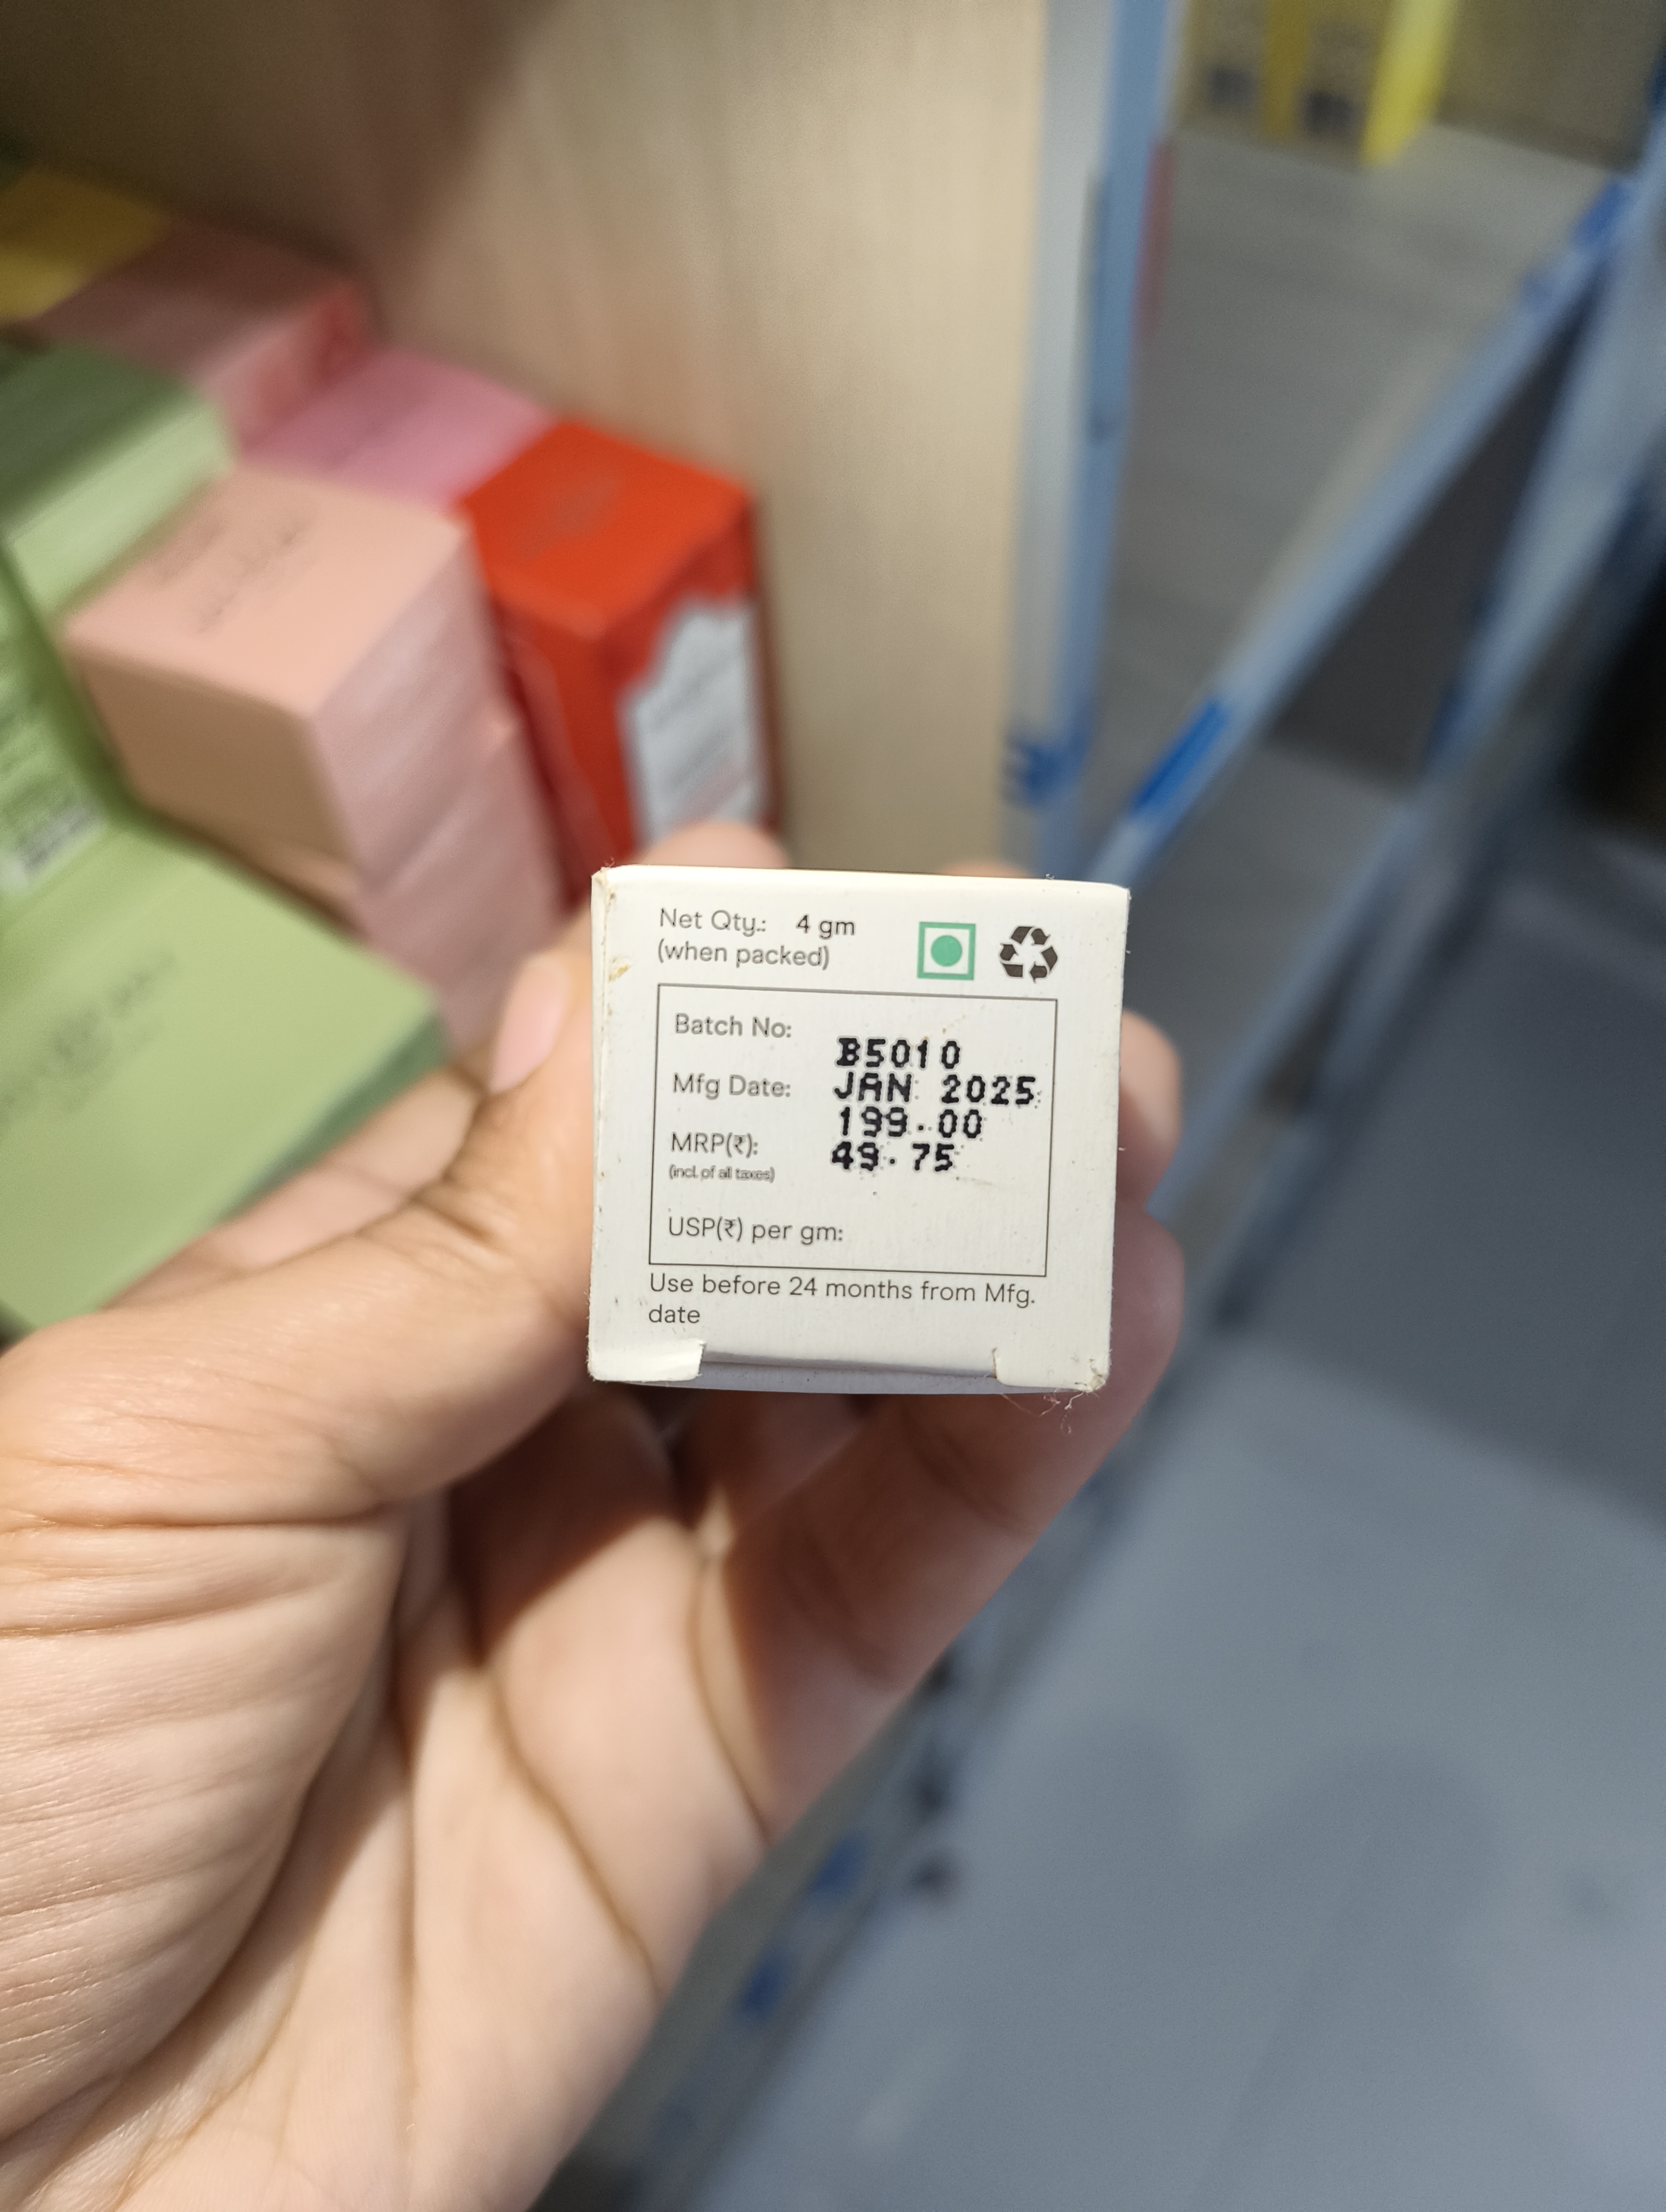 Net Qty.: 4 gm
(when packed)
Batch No: B5010
Mfg Date: JAN 2025
MRP(₹): 199.00
(incl. of all taxes)
USP(₹) per gm: 49.75
Use before 24 months from Mfg.
date